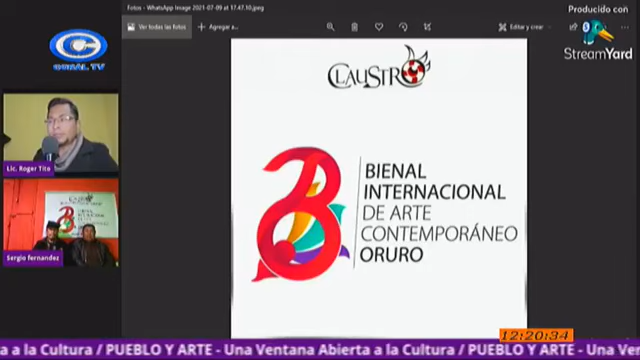 Fotos - WhatsApp Image 2021-07-09 at 17.47.10.jpeg
Producido con
Ver todas las fotos
Agregar a...
Editar y crear
StreamYard
CORAL TV
CLAUSTRO
Lic. Roger Tito
BIENAL
INTERNACIONAL
DE ARTE
CONTEMPORÁNEO
ORURO
Sergio fernandez
12:20:34
a a la Cultura / PUEBLO Y ARTE - Una Ventana Abierta a la Cultura / PUEBLO Y ARTE - Una Ven